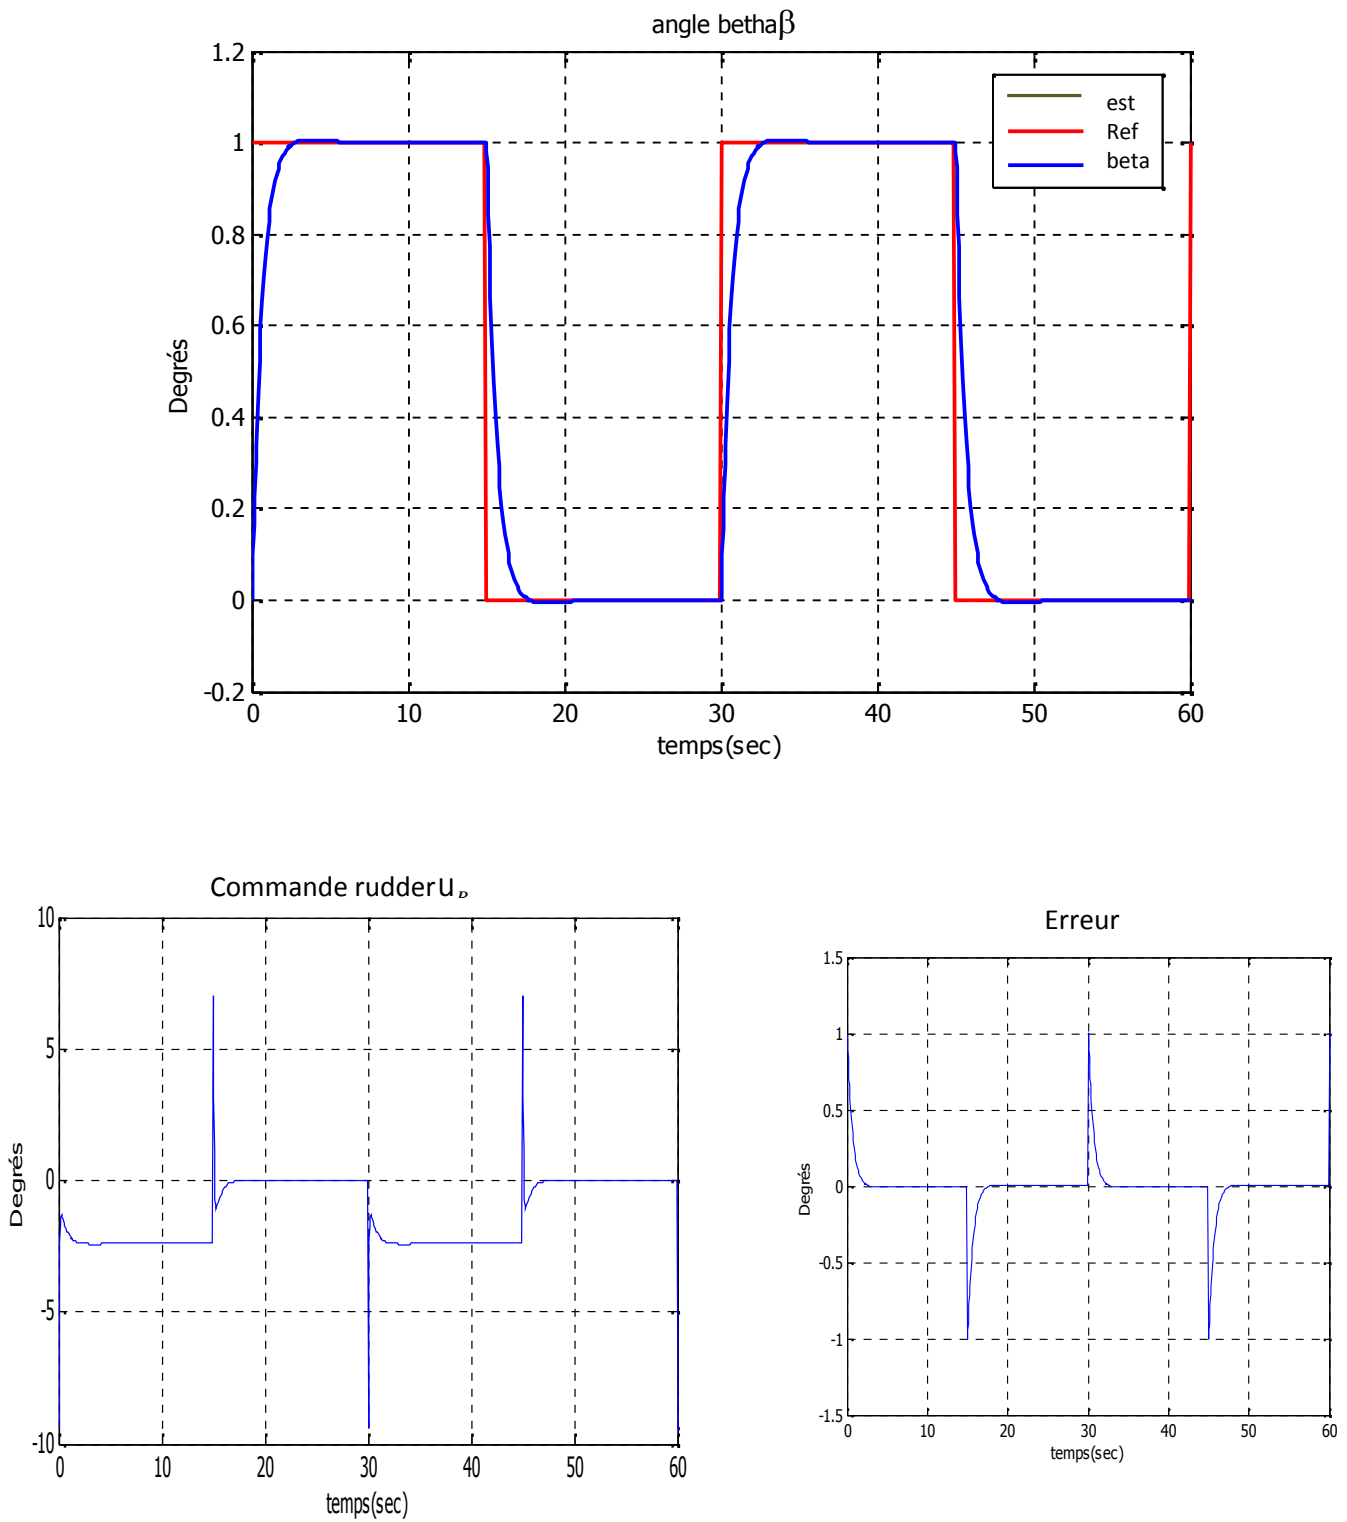 angle betha β
1.2
1
0.8
0.6
0.4
0.2
0
-0.2
Degrés
est
Ref
beta
0 10 20 30 40 50 60
temps(sec)
Commande rudder u
10
5
0
-5
-10
Degrés
0 10 20 30 40 50 60
temps(sec)
Erreur
1.5
1
0.5
0
-0.5
-1
-1.5
Degrés
0 10 20 30 40 50 60
temps(sec)